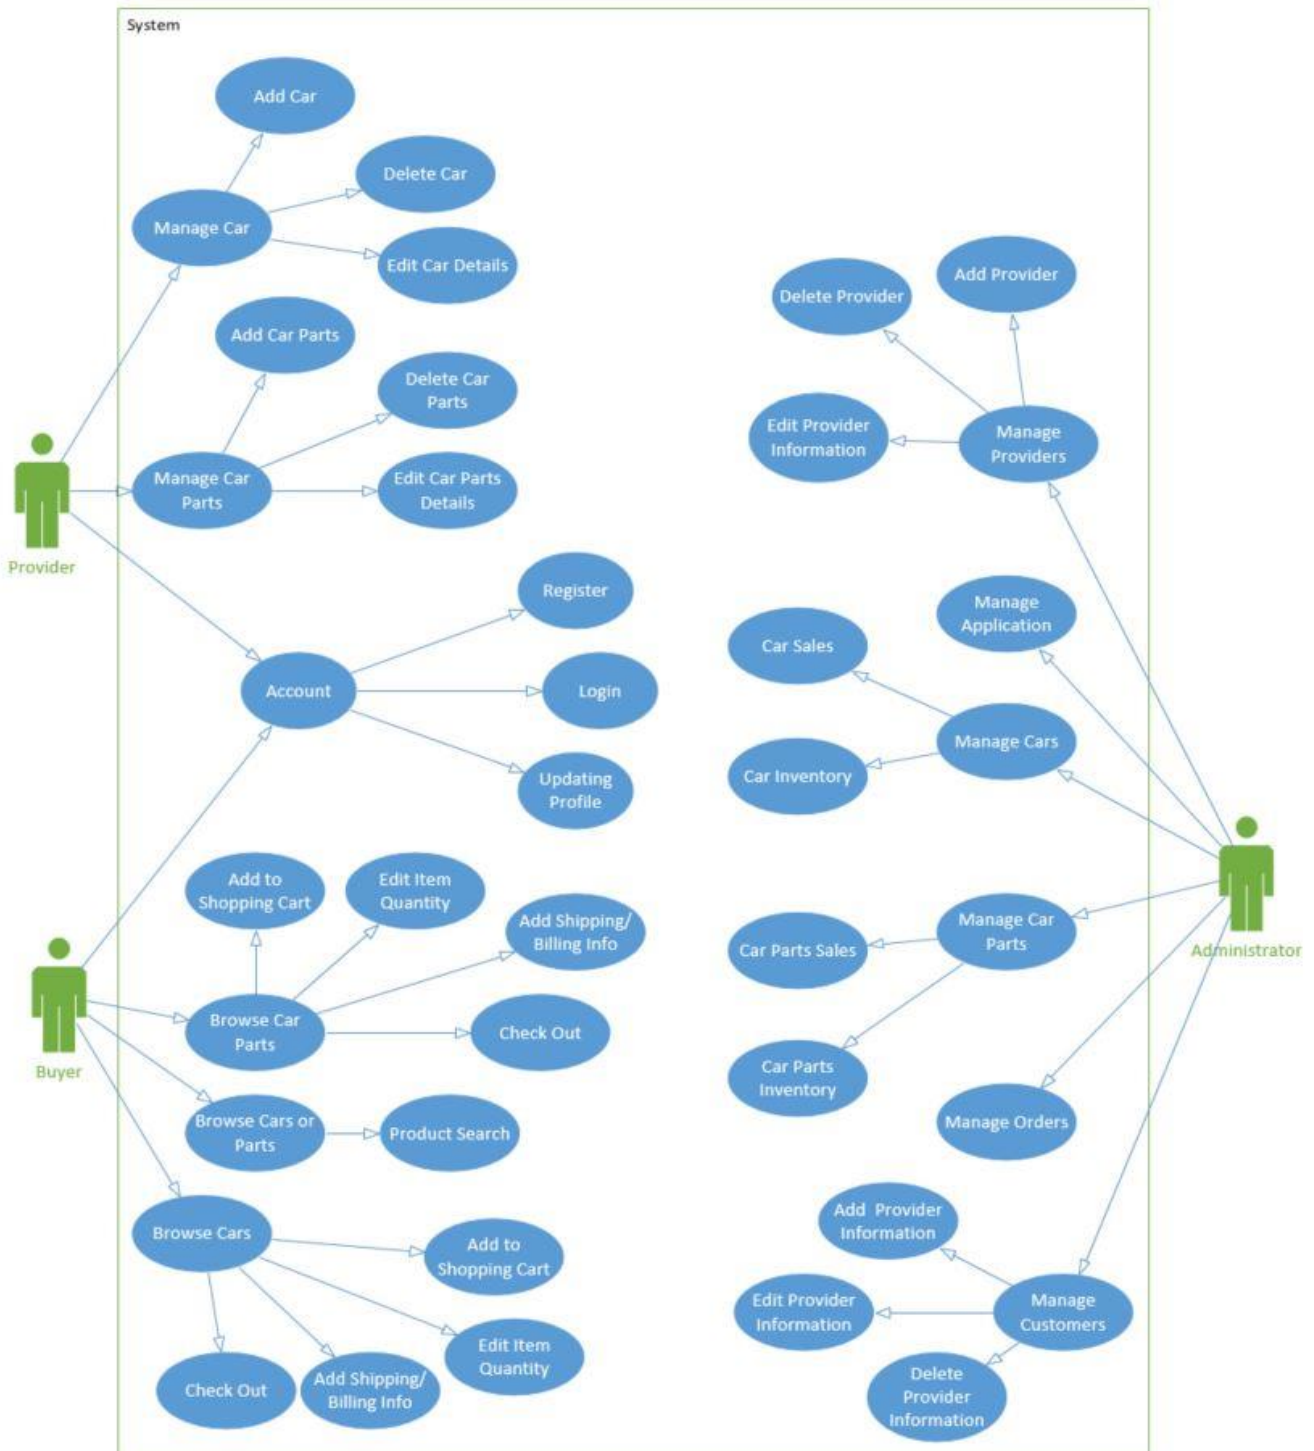 System
Add Car
Delete Car
Manage Car
Edit Car Details
Add Car Parts
Delete Car
Parts
Manage Car
Parts
Edit Car Parts
Details
Provider
Register
Account
Login
Updating
Profile
Add to
Shopping Cart
Edit Item
Quantity
Add Shipping/
Billing Info
Browse Car
Parts
Check Out
Buyer
Browse Cars or
Parts
Product Search
Browse Cars
Add to
Shopping Cart
Edit Item
Quantity
Check Out
Add Shipping/
Billing Info
Add Provider
Delete Provider
Edit Provider
Information
Manage
Providers
Manage
Application
Car Sales
Manage Cars
Car Inventory
Manage Car
Parts
Car Parts Sales
Administrator
Car Parts
Inventory
Manage Orders
Add  Provider
Information
Edit Provider
Information
Manage
Customers
Delete
Provider
Information